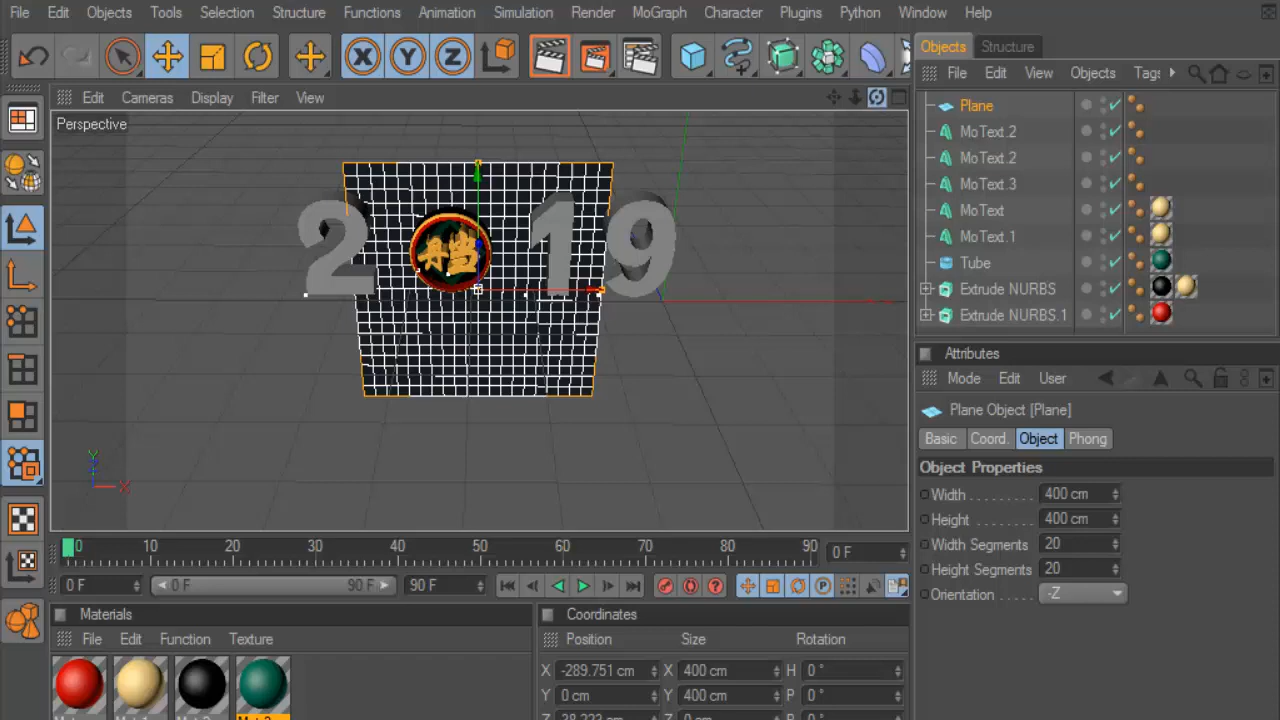 File Edit Objects Tools Selection Structure Functions Animation Simulation Render MoGraph Character Plugins Python Window Help
X Y Z
Objects Structure
File Edit View Objects Tags
Edit Cameras Display Filter View
Perspective
2 弁当 19
Y
X
Plane
MoText.2
MoText.2
MoText.3
MoText
MoText.1
Tube
Extrude NURBS
Extrude NURBS.1
Attributes
Mode Edit User
Plane Object [Plane]
Basic Coord. Object Phong
Object Properties
Width 400 cm
Height 400 cm
Width Segments 20
Height Segments 20
Orientation -Z
0 10 20 30 40 50 60 70 80 90 0 F
0 F 0 F 90 F 90 F
Materials
File Edit Function Texture
Coordinates
Position Size Rotation
X -289.751 cm X 400 cm H 0 °
Y 0 cm Y 400 cm P 0 °